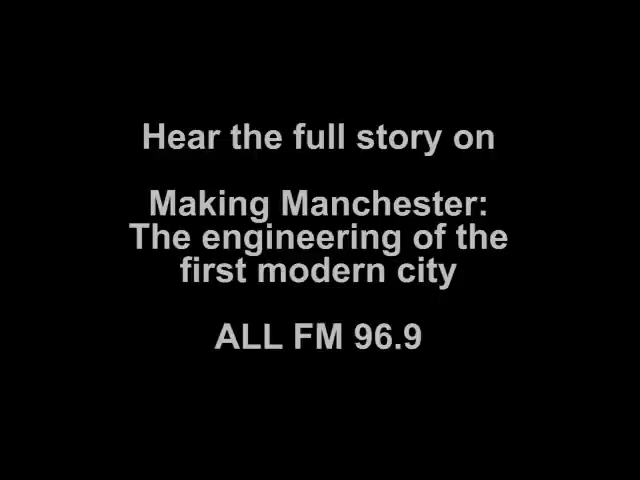 Hear the full story on
Making Manchester:
The engineering of the
first modern city
ALL FM 96.9